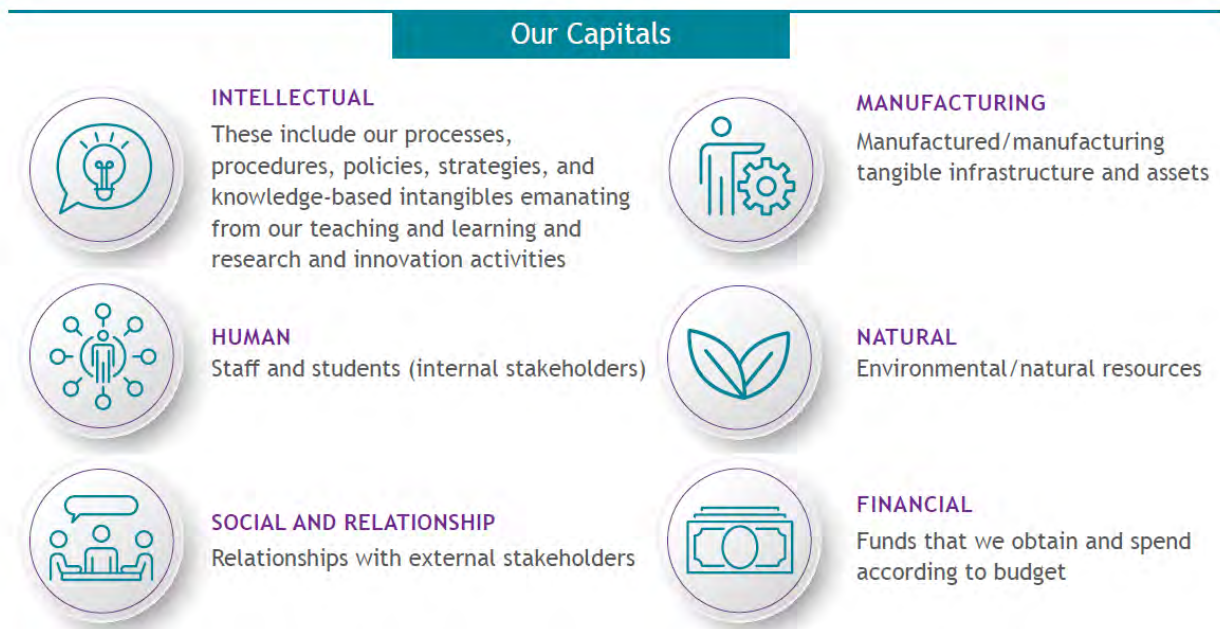 Our Capitals
INTELLECTUAL
These include our processes,
procedures, policies, strategies, and
knowledge-based intangibles emanating
from our teaching and learning and
research and innovation activities
MANUFACTURING
Manufactured/manufacturing
tangible infrastructure and assets
HUMAN
Staff and students (internal stakeholders)
NATURAL
Environmental/natural resources
SOCIAL AND RELATIONSHIP
Relationships with external stakeholders
FINANCIAL
Funds that we obtain and spend
according to budget